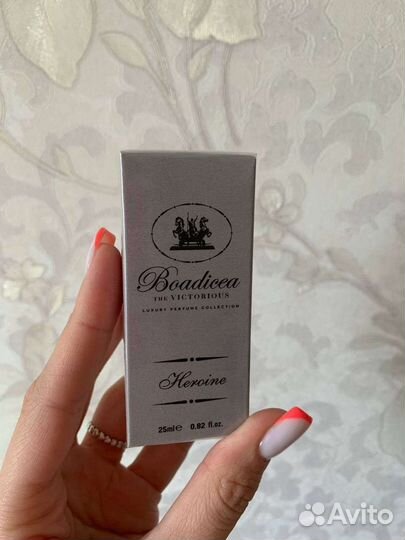 Boadicea
THE VICTORIOUS
LUXURY PERFUME COLLECTION
Heroine
25ml e 0.82 fl.oz.
Avito